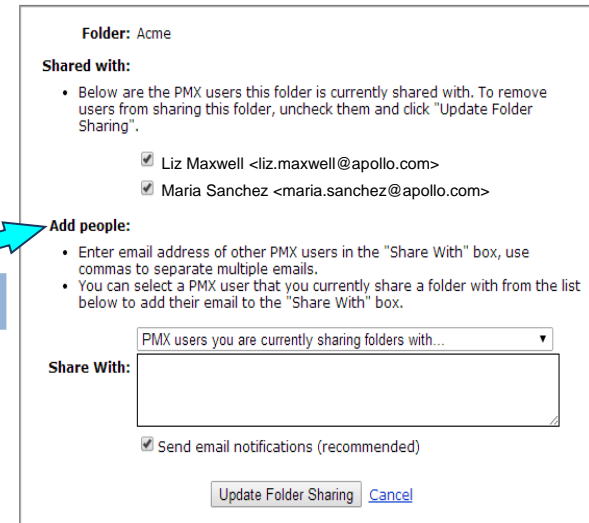 Folder: Acme
Shared with:
• Below are the PMX users this folder is currently shared with. To remove
users from sharing this folder, uncheck them and click "Update Folder
Sharing".
Liz Maxwell <liz.maxwell@apollo.com>
Maria Sanchez <maria.sanchez@apollo.com>
Add people:
• Enter email address of other PMX users in the "Share With" box, use
commas to separate multiple emails.
• You can select a PMX user that you currently share a folder with from the list
below to add their email to the "Share With" box.
PMX users you are currently sharing folders with...
Share With:
Send email notifications (recommended)
Update Folder Sharing Cancel